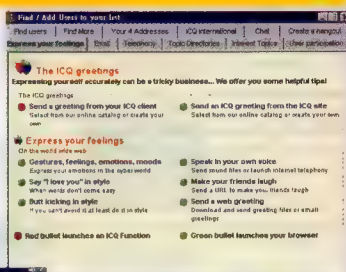 Find / Add Users to your list
Find users Find More Your 4 Addresses ICQ international Chat Create a hangout
Express your feelings Email Telephony Topic Directories Interest Topics User participation
The ICQ greetings
Expressing yourself accurately can be a tricky business... We offer you some helpful tips!
The ICQ greetings
Send a greeting from your ICQ client
Select from our online catalog or create your own
Send an ICQ greeting from the ICQ site
Select from our online catalog or create your own
Express your feelings
On the world wide web
Gestures, feelings, emotions, moods
Express your emotions in the cyberworld
Speak in your own voice
Send sound files or launch internet telephony
Say "I love you" in style
When words don't come easy
Make your friends laugh
Send a URL to make you friends laugh
Butt kicking in style
If you can't avoid it at least do it in style
Send a web greeting
Download and send greeting files or email greetings
Red bullet launches an ICQ Function
Green bullet launches your browser